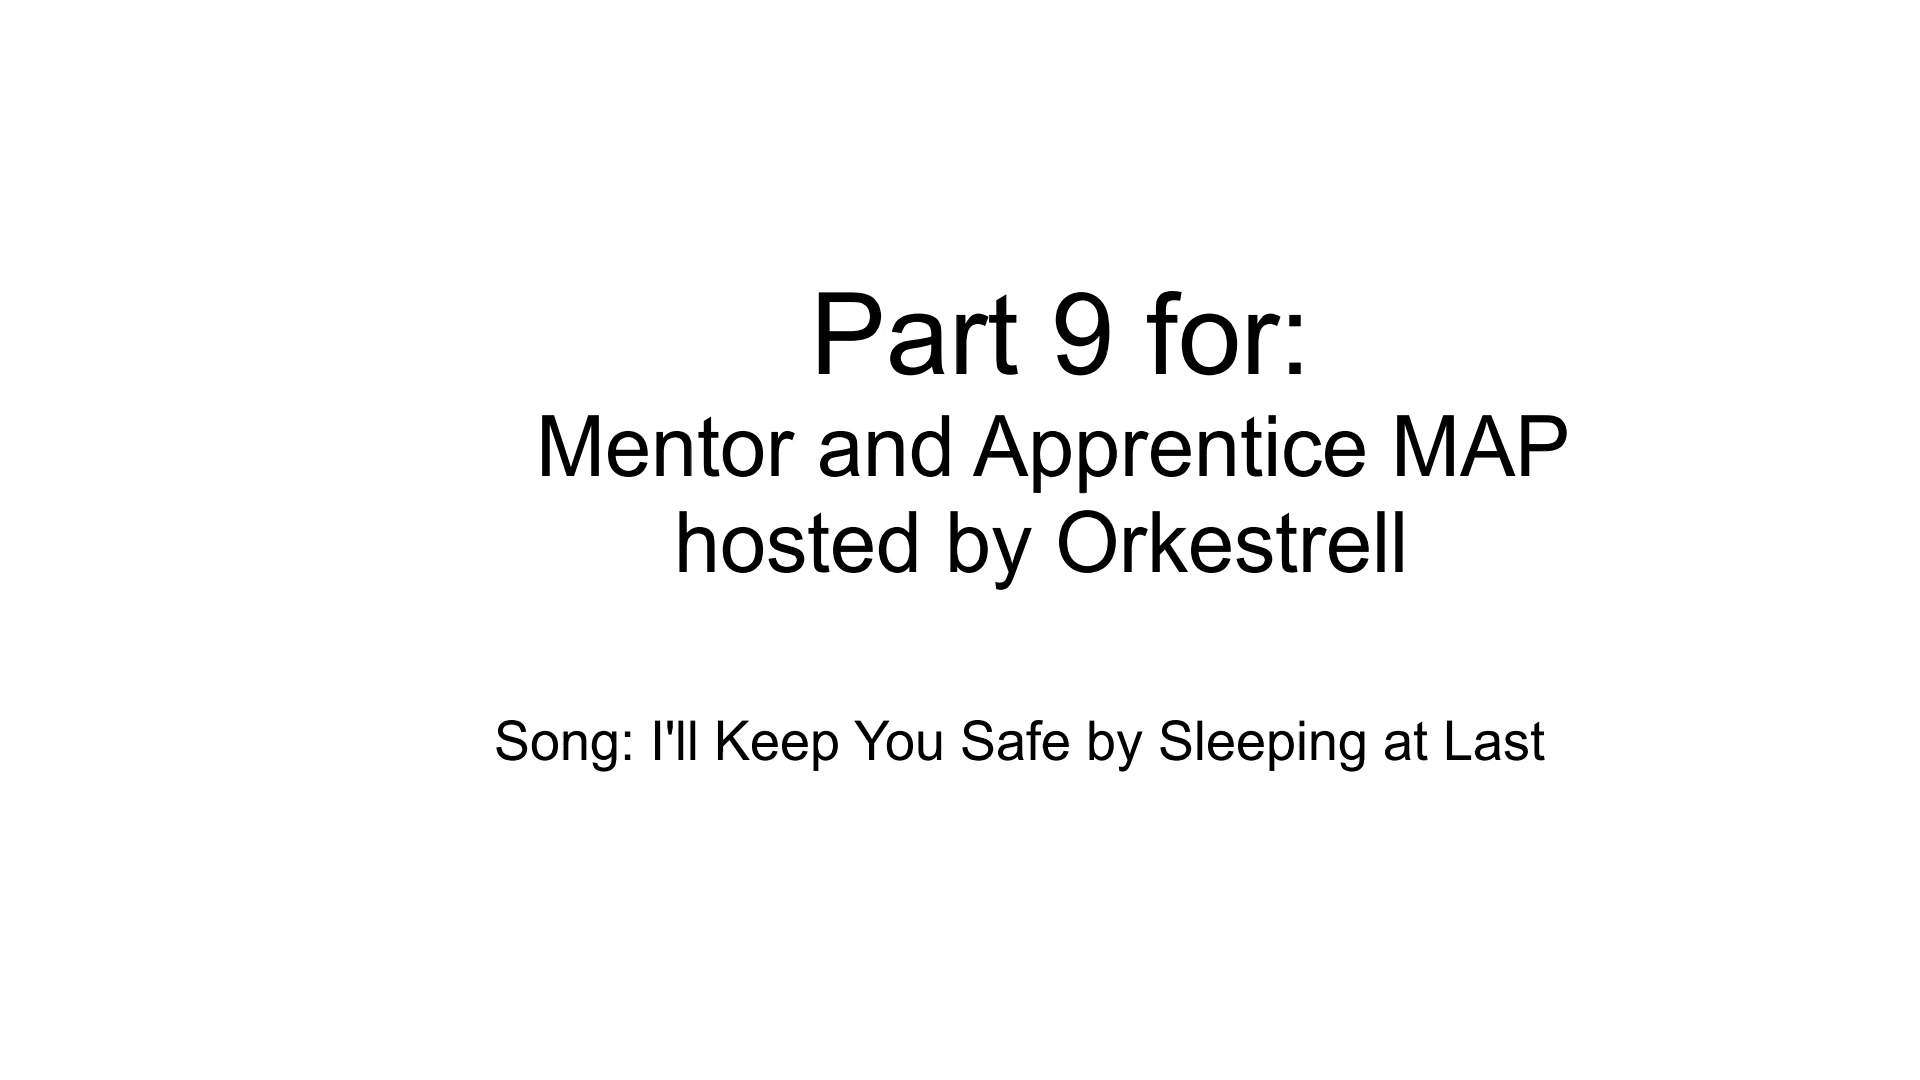 Part 9 for:
Mentor and Apprentice MAP
hosted by Orkestrell
Song: I'll Keep You Safe by Sleeping at Last